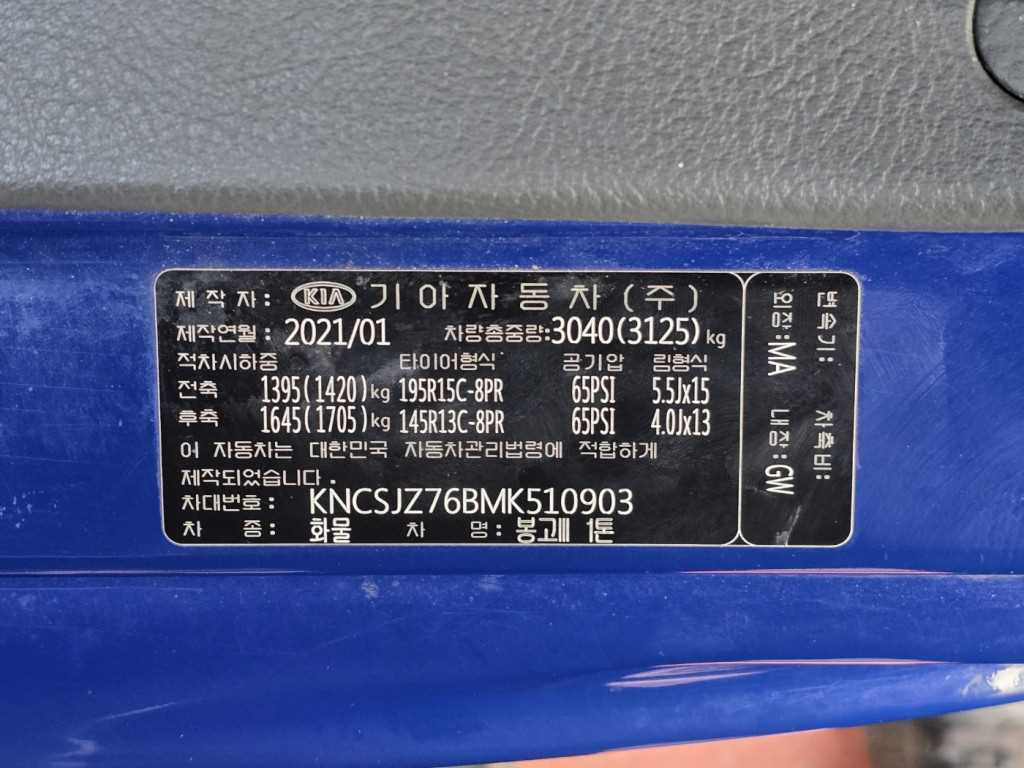 제 작 자 : KIA 기 아 자 동 차 ( 주 )
제작연월 : 2021/01 차량총중량:3040(3125) kg
적차시하중 타이어형식 공기압 림형식
전축 1395(1420) kg 195R15C-8PR 65PSI 5.5Jx15
후축 1645(1705) kg 145R13C-8PR 65PSI 4.0Jx13
이 자동차는 대한민국 자동차관리법령에 적합하게
제작되었습니다 .
차대번호 : KNCSJZ76BMK510903
차 종 : 화물 차 명 : 봉고Ⅲ 1톤
변속기 : 차축비 :
외장 : MA 내장 : GW